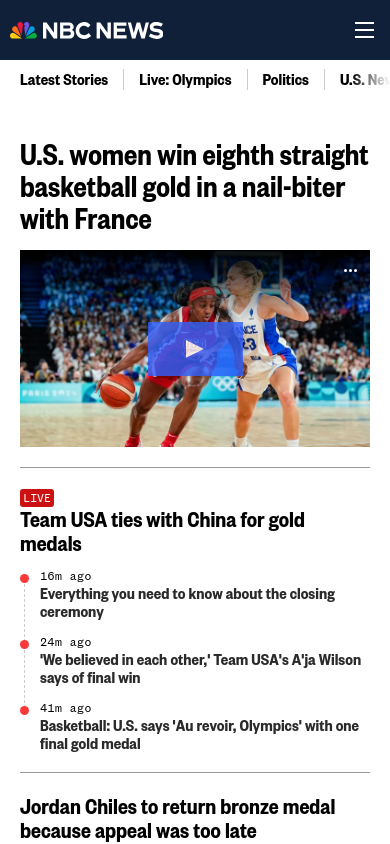 NBC NEWS
Latest Stories
Live: Olympics
Politics
U.S.
U.S. women win eighth straight
basketball gold in a nail-biter
with France
LIVE
Team USA ties with China for gold
medals
16m ago
Everything you need to know about the closing
ceremony
24m ago
'We believed in each other,' Team USA's A'ja Wilson
says of final win
41m ago
Basketball: U.S. says 'Au revoir, Olympics' with one
final gold medal
Jordan Chiles to return bronze medal
because appeal was too late